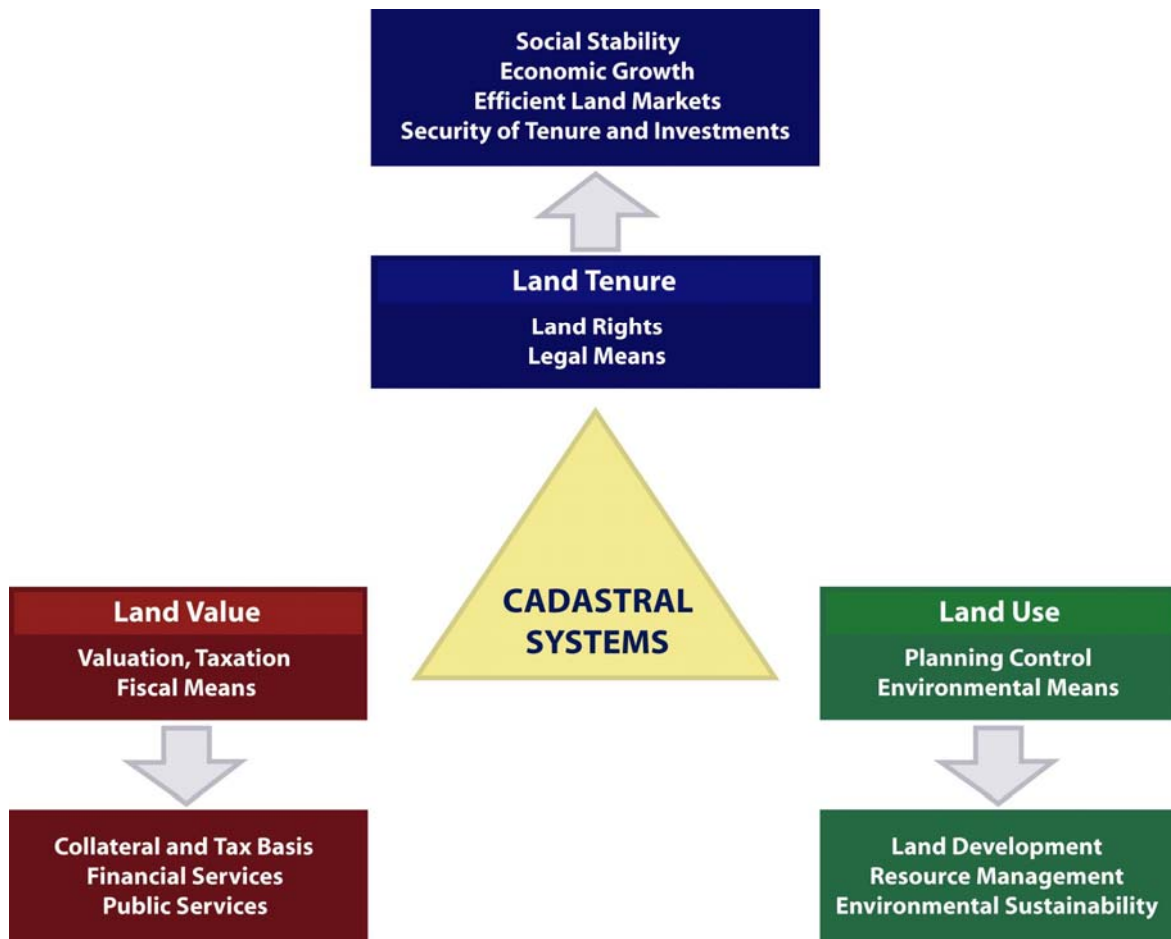 Social Stability
Economic Growth
Efficient Land Markets
Security of Tenure and Investments
Land Tenure
Land Rights
Legal Means
CADASTRAL
SYSTEMS
Land Value
Valuation, Taxation
Fiscal Means
Collateral and Tax Basis
Financial Services
Public Services
Land Use
Planning Control
Environmental Means
Land Development
Resource Management
Environmental Sustainability